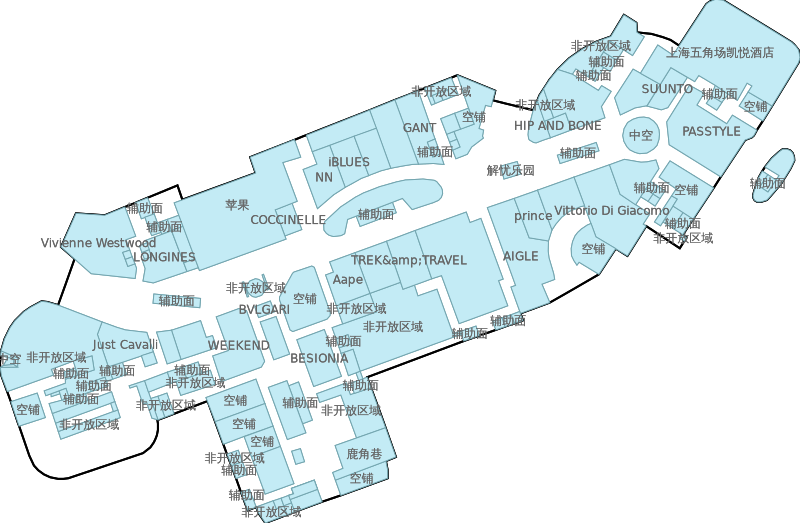 非开放区域
上海五角场凯悦酒店
辅助面
辅助面
SUUNTO
辅助面
空铺
非开放区域
非开放区域
空铺
GANT
HIP AND BONE
中空
PASSTYLE
辅助面
辅助面
iBLUES
NN
解忧乐园
辅助面
辅助面
空铺
苹果
辅助面
辅助面
COCCINELLE
辅助面
prince
Vittorio Di Giacomo
辅助面
非开放区域
辅助面
Vivienne Westwood
LONGINES
空铺
AIGLE
TREK&amp;TRAVEL
Aape
非开放区域
空铺
辅助面
BVLGARI
非开放区域
非开放区域
辅助面
辅助面
WEEKEND
辅助面
BESIONIA
Just Cavalli
中空
非开放区域
辅助面
辅助面
辅助面
辅助面
非开放区域
辅助面
辅助面
空铺
非开放区域
空铺
辅助面
非开放区域
非开放区域
空铺
空铺
鹿角巷
非开放区域
辅助面
空铺
辅助面
非开放区域